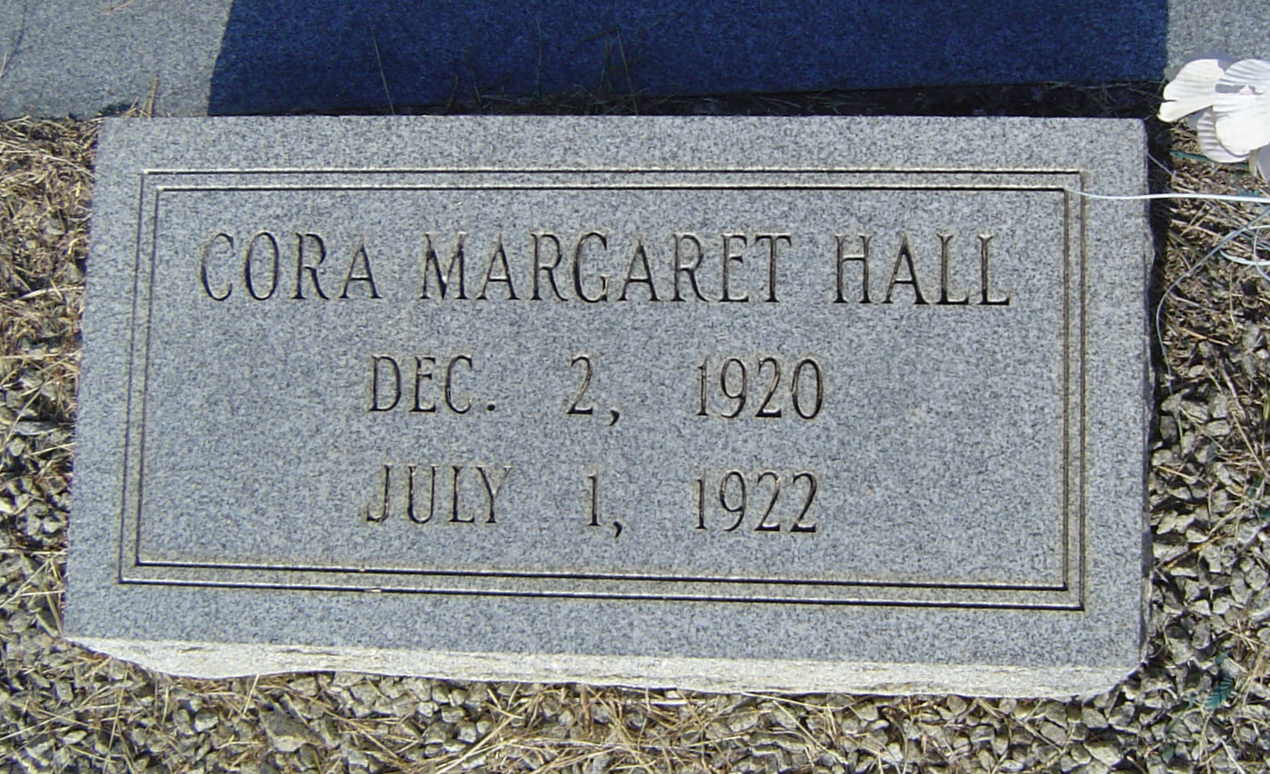 CORA MARGARET HALL
DEC. 2, 1920
JULY 1, 1922